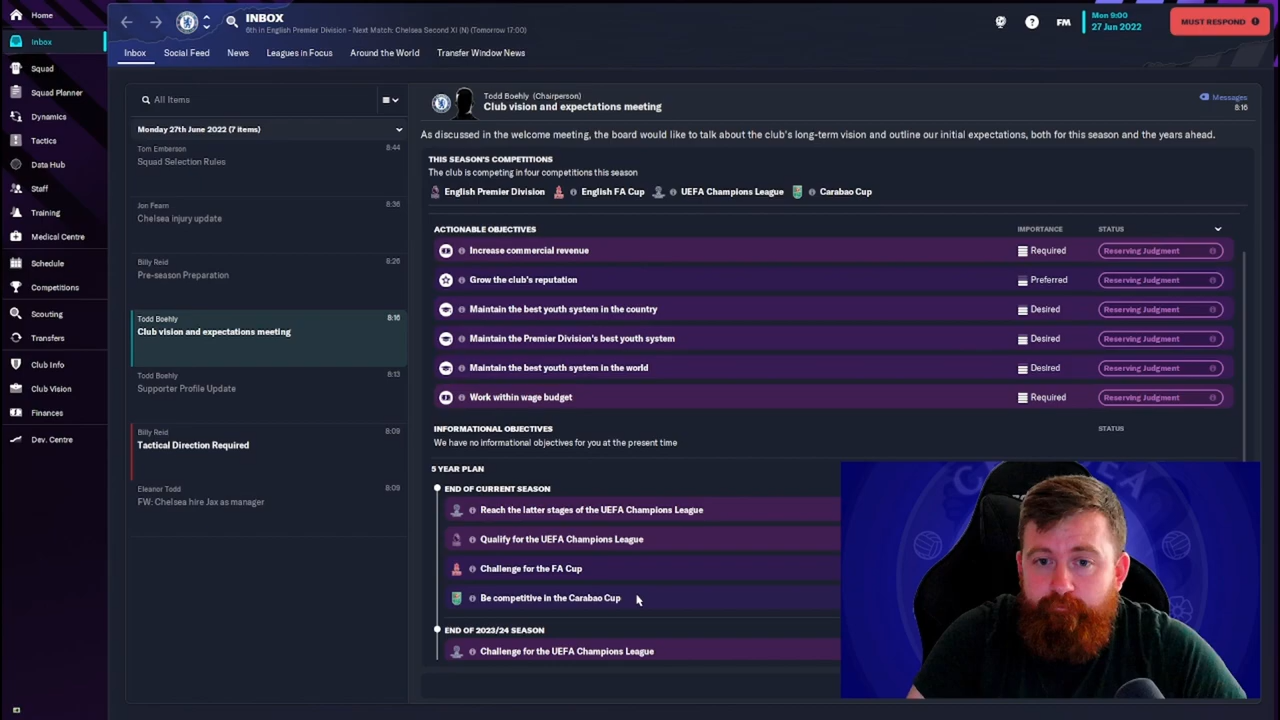 Home
Inbox
Squad
Squad Planner
Dynamics
Tactics
Data Hub
Staff
Training
Medical Centre
Schedule
Competitions
Scouting
Transfers
Club Info
Club Vision
Finances
Dev. Centre
INBOX
6th in English Premier Division - Next Match: Chelsea Second XI (N) (Tomorrow 17:00)
FM
Mon 9:00
27 Jun 2022
MUST RESPOND
Inbox Social Feed News Leagues in Focus Around the World Transfer Window News
All Items
Monday 27th June 2022 (7 items)
Tom Emberson 8:44
Squad Selection Rules
Jon Fearn 8:36
Chelsea injury update
Billy Reid 8:26
Pre-season Preparation
Todd Boehly 8:16
Club vision and expectations meeting
Todd Boehly 8:13
Supporter Profile Update
Billy Reid 8:09
Tactical Direction Required
Eleanor Todd 8:09
FW: Chelsea hire Jax as manager
Todd Boehly (Chairperson)
Club vision and expectations meeting
Messages
8:16
As discussed in the welcome meeting, the board would like to talk about the club's long-term vision and outline our initial expectations, both for this season and the years ahead.
THIS SEASON'S COMPETITIONS
The club is competing in four competitions this season
English Premier Division English FA Cup UEFA Champions League Carabao Cup
ACTIONABLE OBJECTIVES IMPORTANCE STATUS
Increase commercial revenue Required Reserving Judgment
Grow the club's reputation Preferred Reserving Judgment
Maintain the best youth system in the country Desired Reserving Judgment
Maintain the Premier Division's best youth system Desired Reserving Judgment
Maintain the best youth system in the world Desired Reserving Judgment
Work within wage budget Required Reserving Judgment
INFORMATIONAL OBJECTIVES STATUS
We have no informational objectives for you at the present time
5 YEAR PLAN
END OF CURRENT SEASON
Reach the latter stages of the UEFA Champions League
Qualify for the UEFA Champions League
Challenge for the FA Cup
Be competitive in the Carabao Cup
END OF 2023/24 SEASON
Challenge for the UEFA Champions League